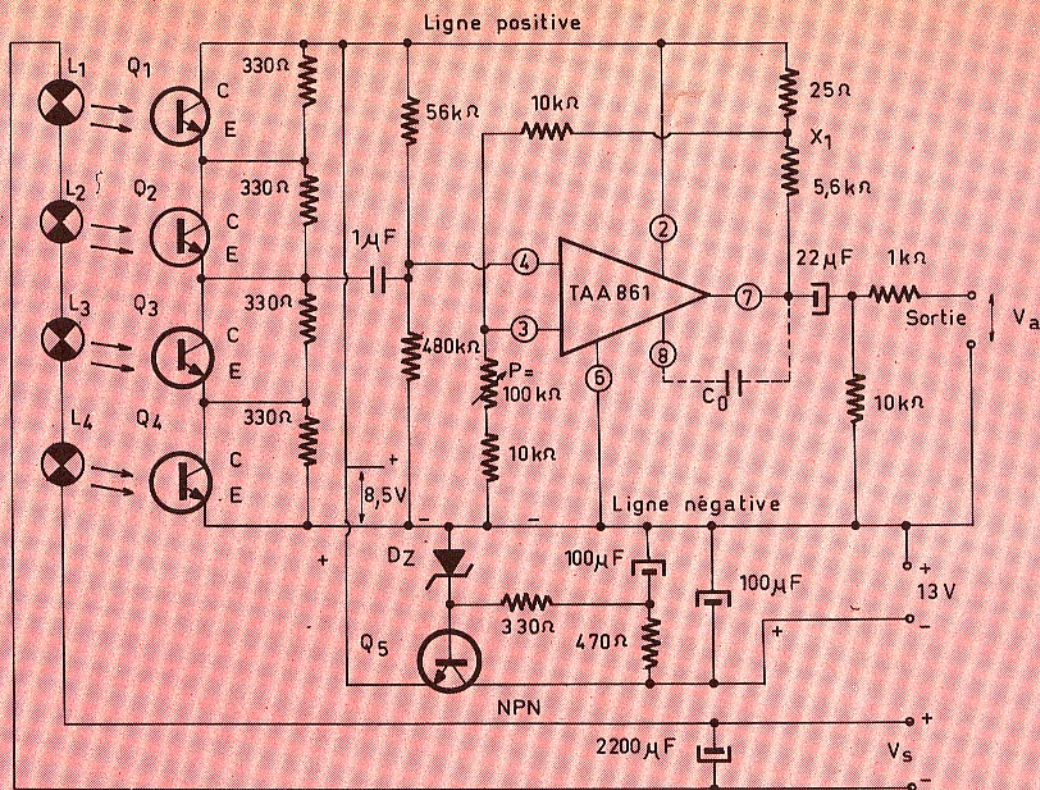 Ligne positive
L1
Q1
C
E
330Ω
56kΩ
10kΩ
25Ω
X1
5,6kΩ
L2
Q2
C
E
330Ω
1µF
4
TAA 861
2
7
3
8
6
C0
22µF
1kΩ
Sortie
Va
L3
Q3
C
E
330Ω
480kΩ
P=
100kΩ
10kΩ
10kΩ
L4
Q4
C
E
330Ω
+
8,5V
-
-
Ligne négative
+
DZ
100µF
100µF
+
13V
-
330Ω
470Ω
+
Q5
NPN
2200µF
+
Vs
-